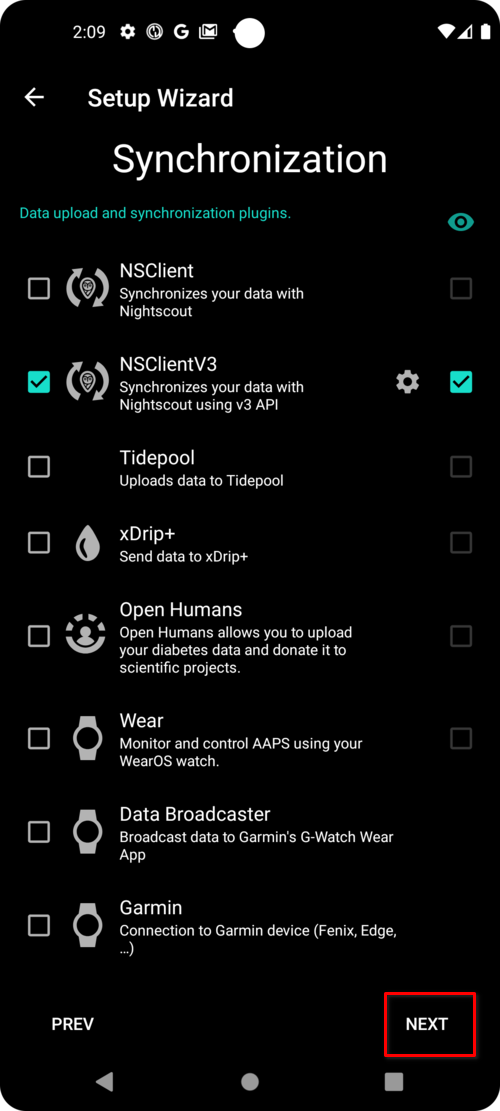 2:09
Setup Wizard
Synchronization
Data upload and synchronization plugins.
NSClient
Synchronizes your data with
Nightscout
NSClientV3
Synchronizes your data with
Nightscout using v3 API
Tidepool
Uploads data to Tidepool
xDrip+
Send data to xDrip+
Open Humans
Open Humans allows you to upload
your diabetes data and donate it to
scientific projects.
Wear
Monitor and control AAPS using your
WearOS watch.
Data Broadcaster
Broadcast data to Garmin's G-Watch Wear
App
Garmin
Connection to Garmin device (Fenix, Edge,
…)
PREV NEXT